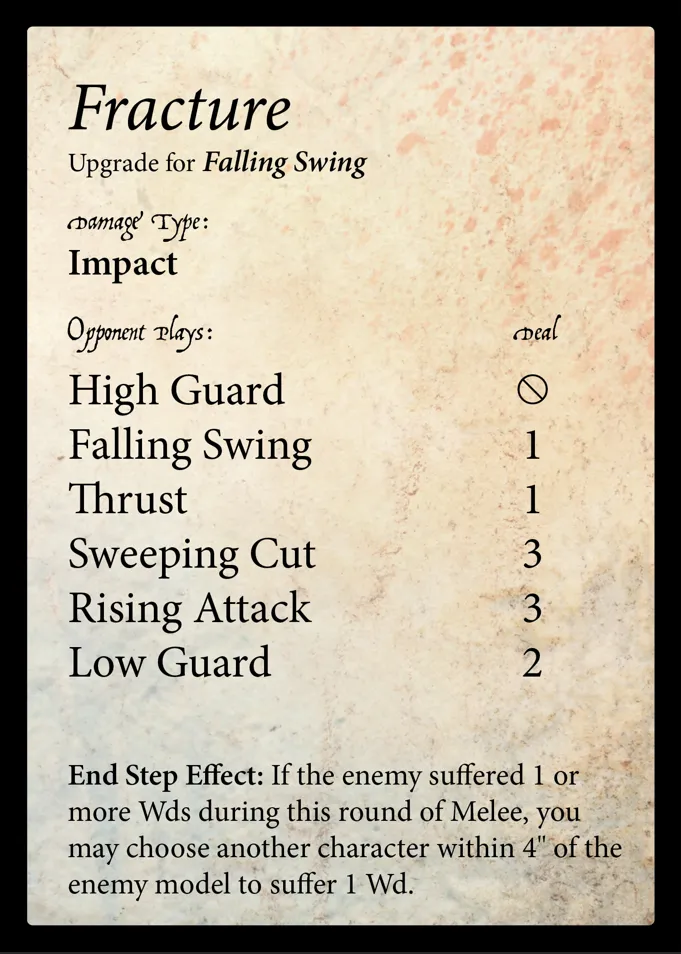 Fracture
Upgrade for Falling Swing
Damage Type:
Impact
Opponent Plays: Deal
High Guard 🛇
Falling Swing 1
Thrust 1
Sweeping Cut 3
Rising Attack 3
Low Guard 2
End Step Effect: If the enemy suffered 1 or
more Wds during this round of Melee, you
may choose another character within 4" of the
enemy model to suffer 1 Wd.